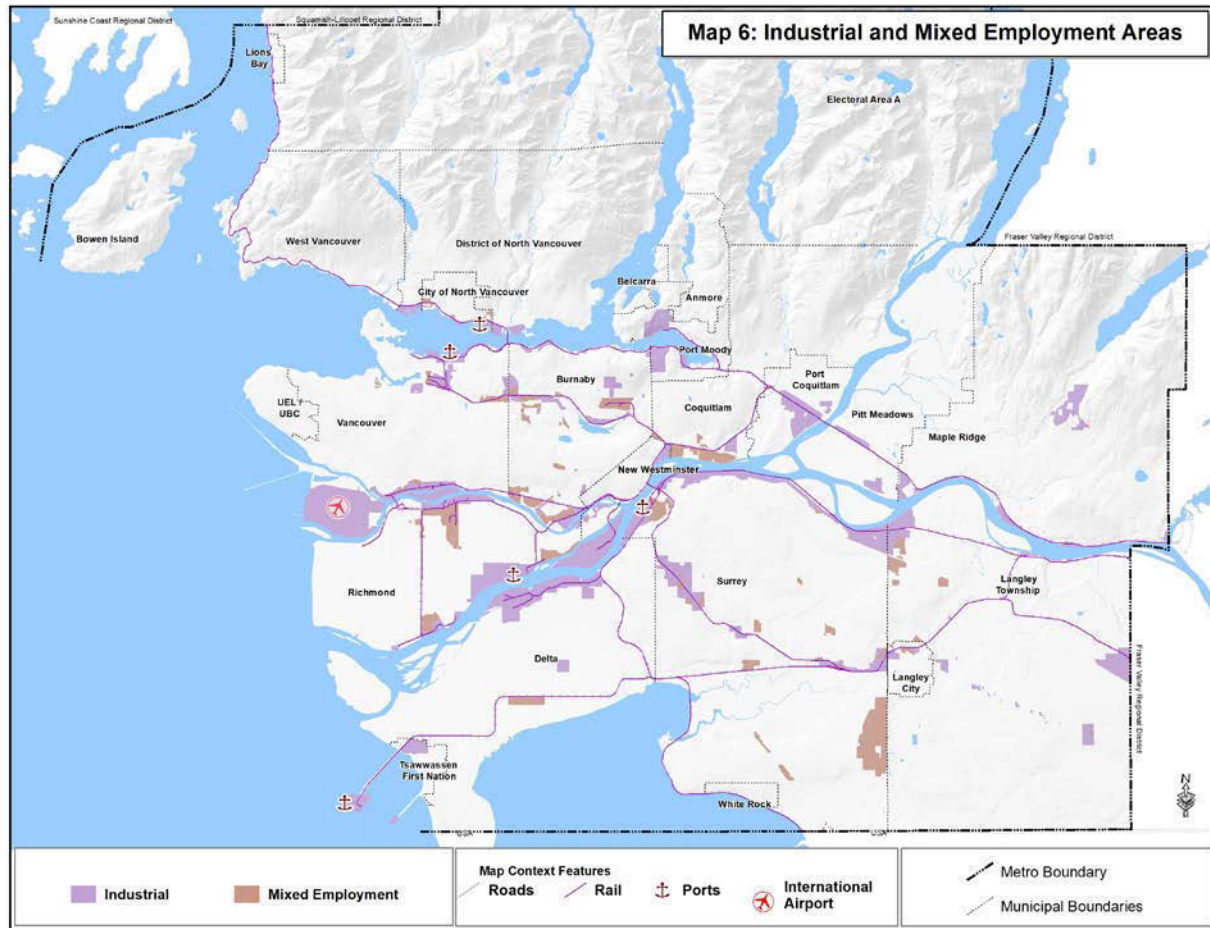 Sunshine Coast Regional District
Squamish-Lillooet Regional District
Map 6: Industrial and Mixed Employment Areas
Lions
Bay
Electoral Area A
Bowen Island
West Vancouver
District of North Vancouver
Fraser Valley Regional District
Belcarra
City of North Vancouver
Anmore
Port Moody
Port
Coquitlam
Burnaby
UEL /
UBC
Vancouver
Coquitlam
Pitt Meadows
Maple Ridge
New Westminster
Richmond
Surrey
Langley
Township
Delta
Langley
City
Fraser Valley Regional District
Tsawwassen
First Nation
White Rock
N
USA
USA
Industrial
Mixed Employment
Map Context Features
Roads
Rail
Ports
International
Airport
Metro Boundary
Municipal Boundaries